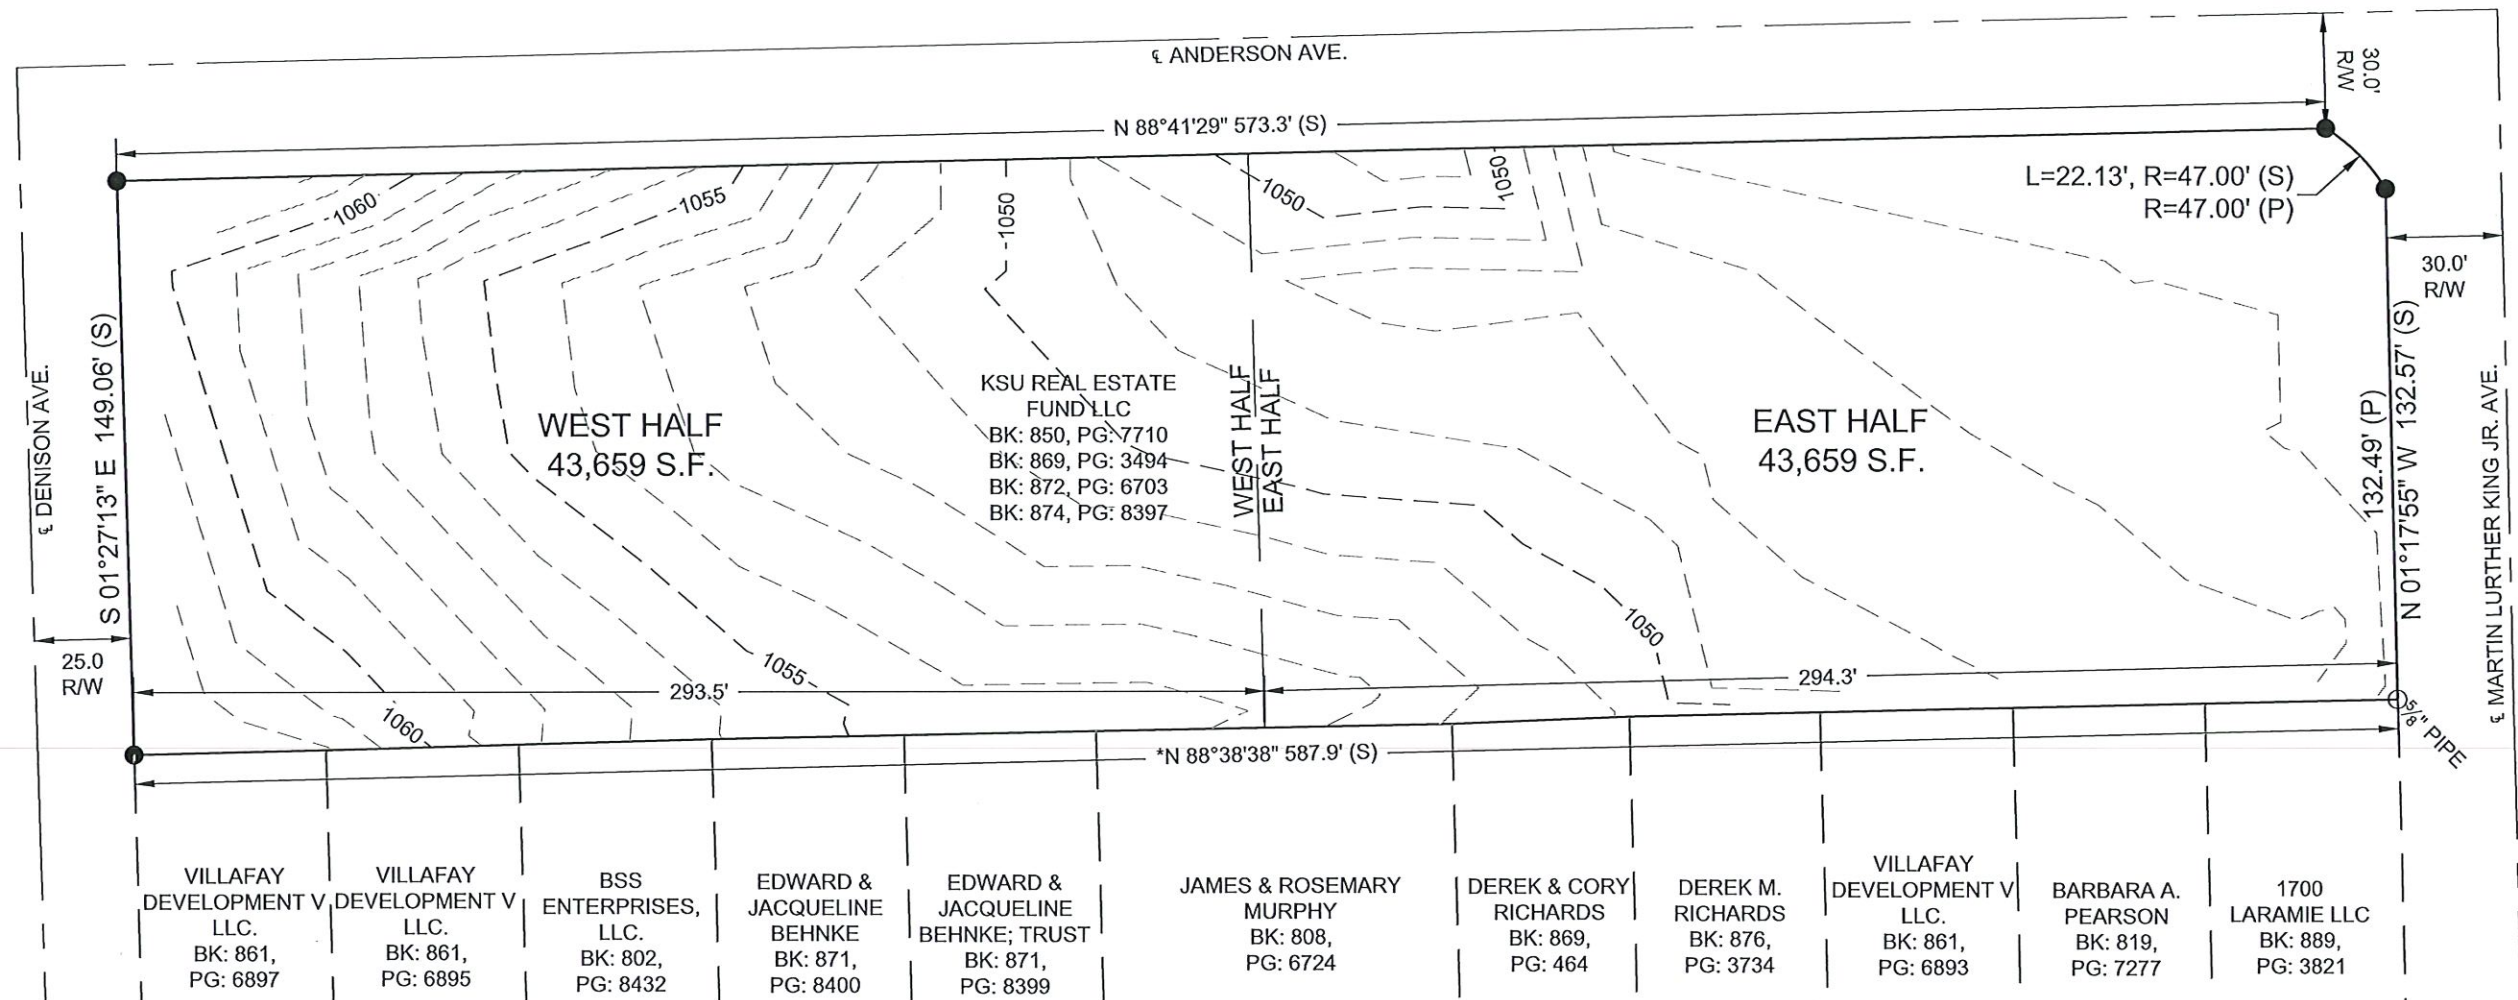 ℄ ANDERSON AVE.
30.0'
R/W
N 88°41'29" 573.3' (S)
L=22.13', R=47.00' (S)
R=47.00' (P)
1060
1055
1050
1050
1050
30.0'
R/W
℄ DENISON AVE.
S 01°27'13" E 149.06' (S)
WEST HALF
43,659 S.F.
KSU REAL ESTATE
FUND LLC
BK: 850, PG: 7710
BK: 869, PG: 3494
BK: 872, PG: 6703
BK: 874, PG: 8397
WEST HALF
EAST HALF
EAST HALF
43,659 S.F.
132.49' (P)
N 01°17'55" W 132.57' (S)
℄ MARTIN LURTHER KING JR. AVE.
25.0
R/W
1050
1055
1060
293.5'
294.3'
5/8" PIPE
*N 88°38'38" 587.9' (S)
VILLAFAY
DEVELOPMENT V
LLC.
BK: 861,
PG: 6897
VILLAFAY
DEVELOPMENT V
LLC.
BK: 861,
PG: 6895
BSS
ENTERPRISES,
LLC.
BK: 802,
PG: 8432
EDWARD &
JACQUELINE
BEHNKE
BK: 871,
PG: 8400
EDWARD &
JACQUELINE
BEHNKE; TRUST
BK: 871,
PG: 8399
JAMES & ROSEMARY
MURPHY
BK: 808,
PG: 6724
DEREK & CORY
RICHARDS
BK: 869,
PG: 464
DEREK M.
RICHARDS
BK: 876,
PG: 3734
VILLAFAY
DEVELOPMENT V
LLC.
BK: 861,
PG: 6893
BARBARA A.
PEARSON
BK: 819,
PG: 7277
1700
LARAMIE LLC
BK: 889,
PG: 3821